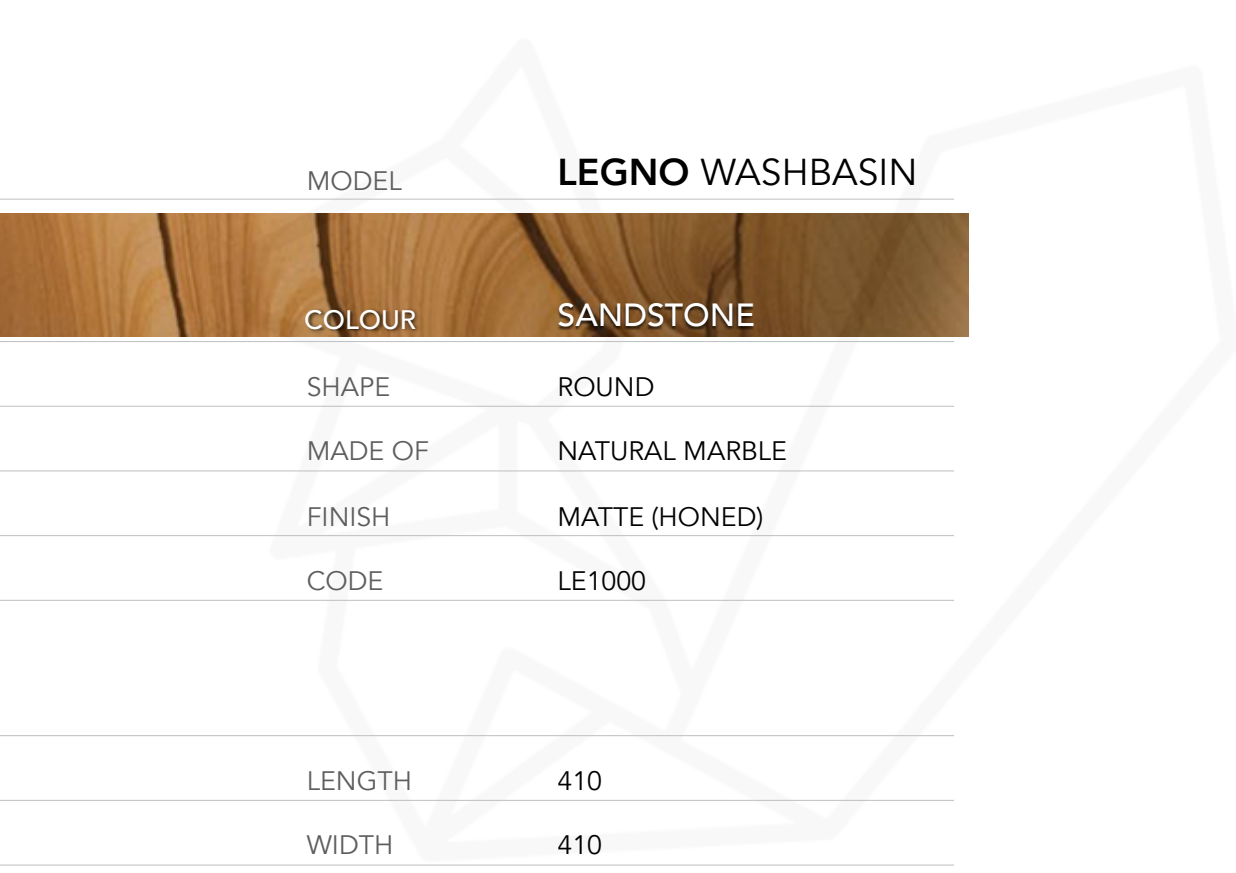 MODEL LEGNO WASHBASIN
COLOUR SANDSTONE
SHAPE ROUND
MADE OF NATURAL MARBLE
FINISH MATTE (HONED)
CODE LE1000
LENGTH 410
WIDTH 410